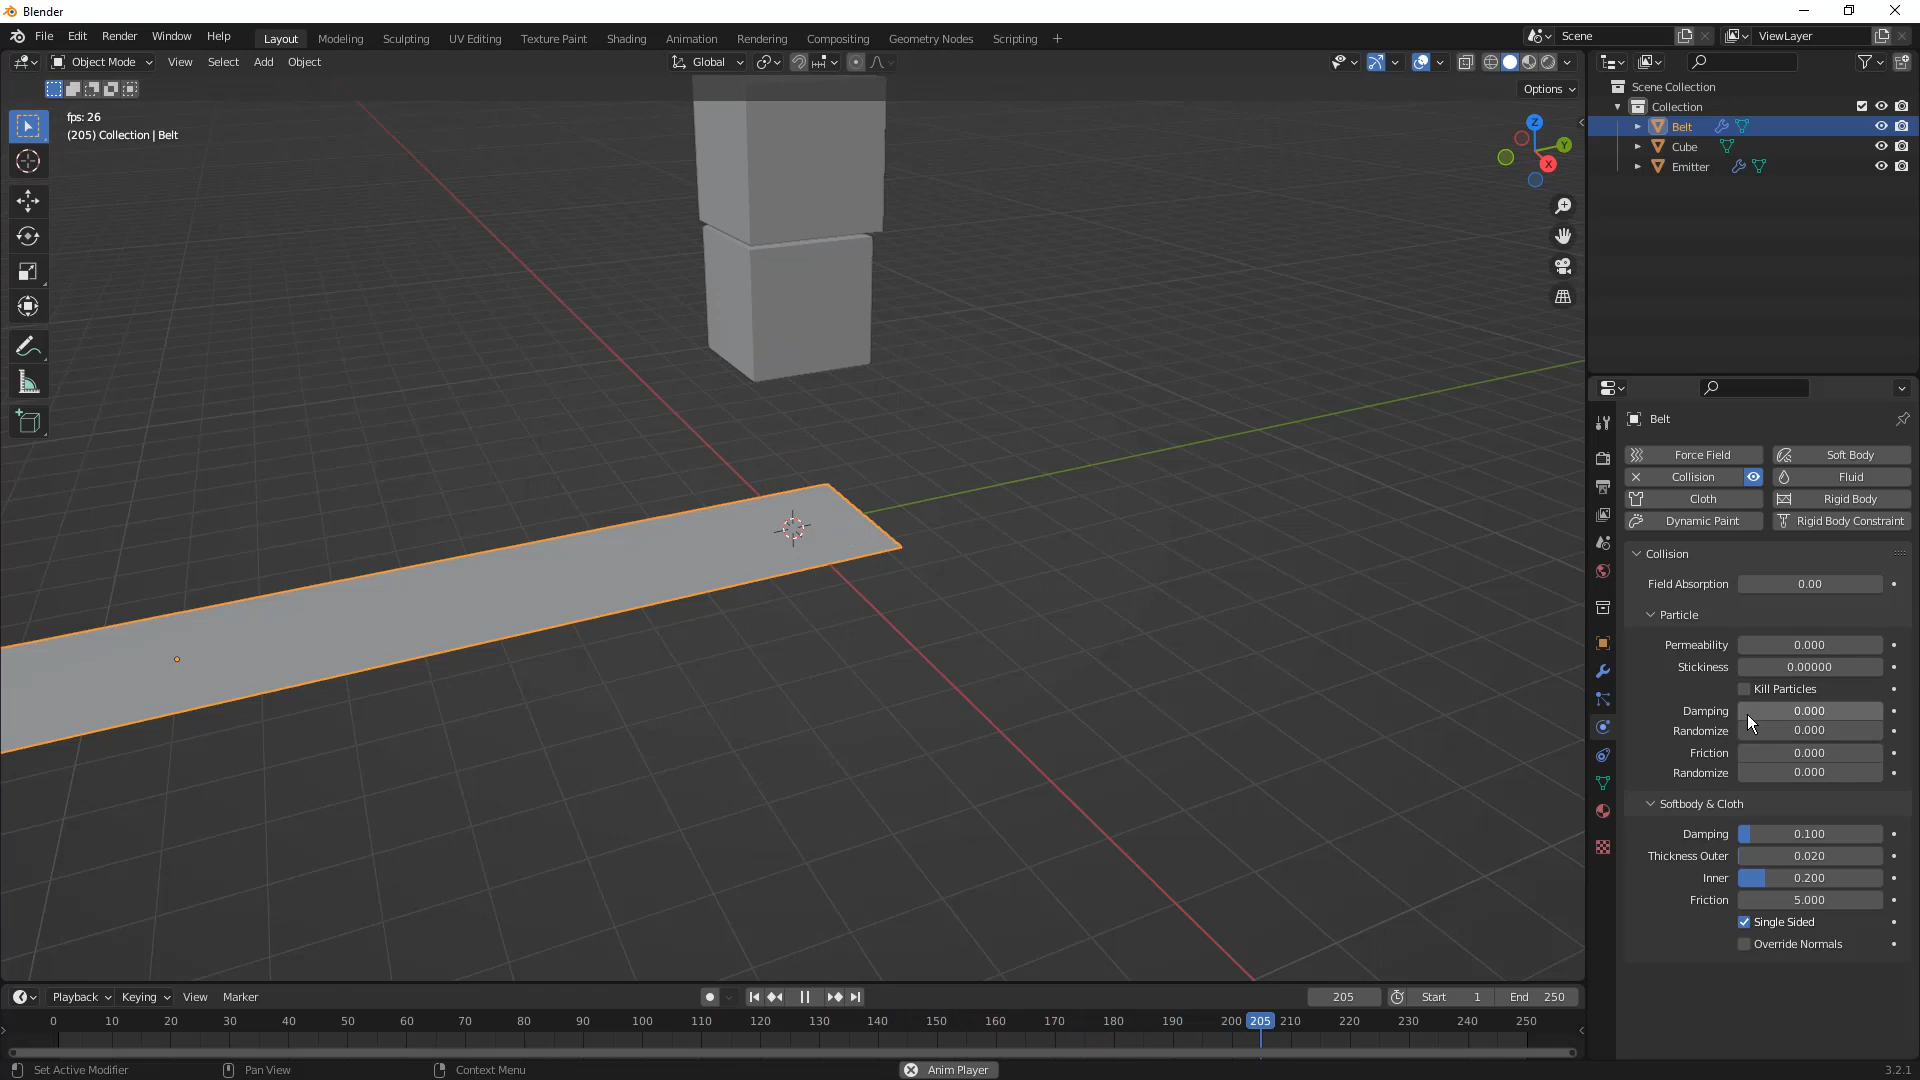 Blender
File Edit Render Window Help
Layout Modeling Sculpting UV Editing Texture Paint Shading Animation Rendering Compositing Geometry Nodes Scripting
Scene
ViewLayer
Object Mode View Select Add Object
Global
Options
fps: 26
(205) Collection | Belt
Z
Y
X
Scene Collection
Collection
Belt
Cube
Emitter
Belt
Force Field Soft Body
Collision Fluid
Cloth Rigid Body
Dynamic Paint Rigid Body Constraint
Collision
Field Absorption 0.00
Particle
Permeability 0.000
Stickiness 0.00000
Kill Particles
Damping 0.000
Randomize 0.000
Friction 0.000
Randomize 0.000
Softbody & Cloth
Damping 0.100
Thickness Outer 0.020
Inner 0.200
Friction 5.000
Single Sided
Override Normals
Playback Keying View Marker
205 Start 1 End 250
0 10 20 30 40 50 60 70 80 90 100 110 120 130 140 150 160 170 180 190 200 205 210 220 230 240 250
Set Active Modifier Pan View Context Menu Anim Player 3.2.1